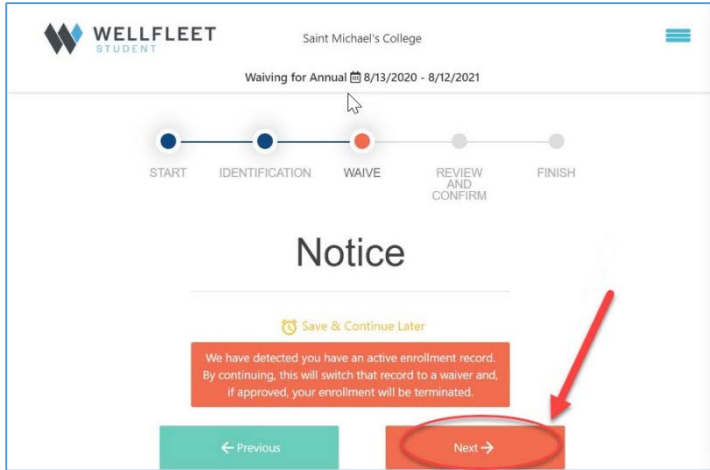 WELLFLEET
STUDENT
Saint Michael's College
Waiving for Annual 8/13/2020 - 8/12/2021
START
IDENTIFICATION
WAIVE
REVIEW
AND
CONFIRM
FINISH
Notice
Save & Continue Later
We have detected you have an active enrollment record.
By continuing, this will switch that record to a waiver and,
if approved, your enrollment will be terminated.
← Previous
Next →